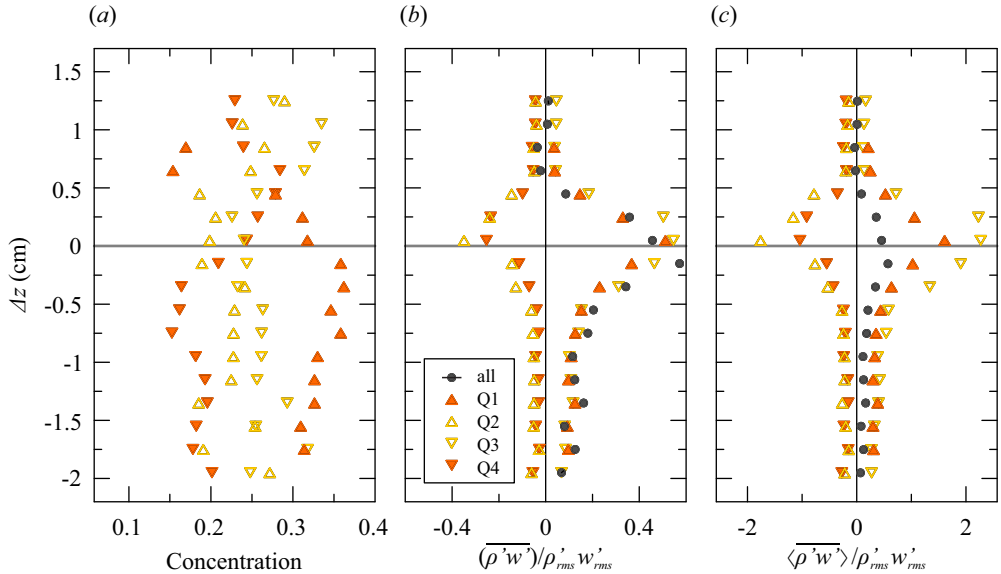 (a)
(b)
(c)
1.5
1
0.5
0
-0.5
-1
-1.5
-2
Δz (cm)
all
Q1
Q2
Q3
Q4
0.1 0.2 0.3 0.4
-0.4 0 0.4
-2 0 2
Concentration
(ρ'w')/ρ'rms w'rms
⟨ρ'w'⟩/ρ'rms w'rms